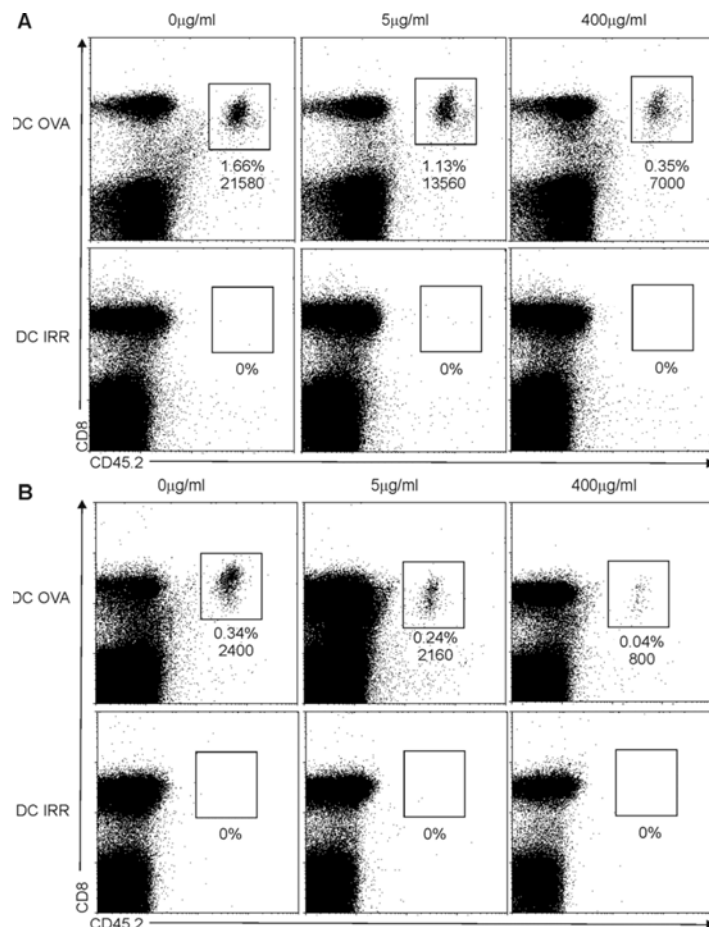 A
0μg/ml 5μg/ml 400μg/ml
DC OVA
1.66% 1.13% 0.35%
21580 13560 7000
DC IRR
0% 0% 0%
CD8
CD45.2
B
0μg/ml 5μg/ml 400μg/ml
DC OVA
0.34% 0.24% 0.04%
2400 2160 800
DC IRR
0% 0% 0%
CD8
CD45.2